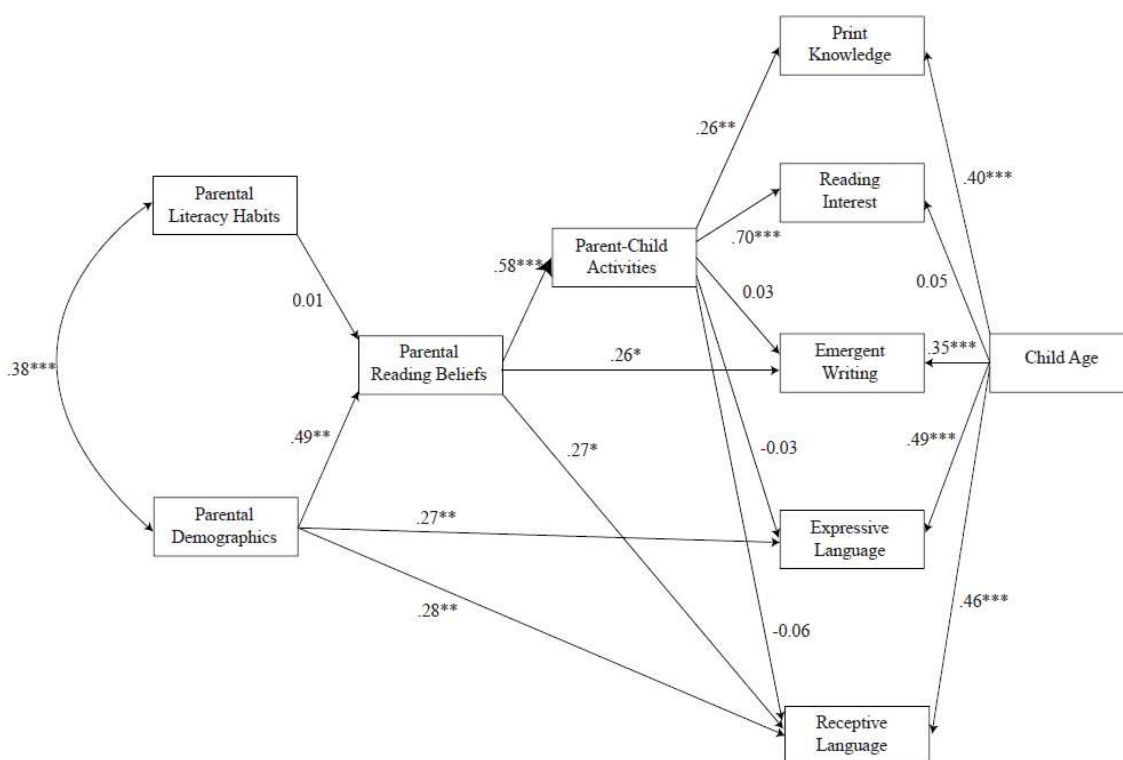 Print
Knowledge
.26**
.40***
Reading
Interest
Parental
Literacy Habits
.70***
Parent-Child
Activities
.58***
0.05
0.03
0.01
.38***
Parental
Reading Beliefs
.26*
Emergent
Writing
.35***
Child Age
.49**
.27*
-0.03
.49***
Parental
Demographics
.27**
Expressive
Language
.28**
-0.06
.46***
Receptive
Language